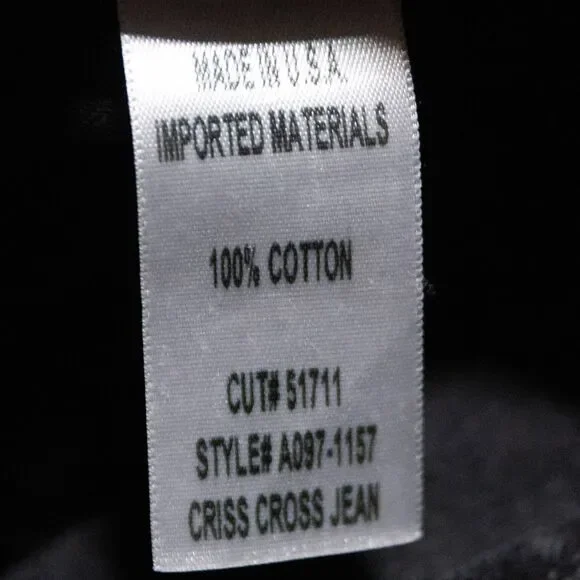 MADE IN U.S.A.
IMPORTED MATERIALS
100% COTTON
CUT# 51711
STYLE# A097-1157
CRISS CROSS JEAN